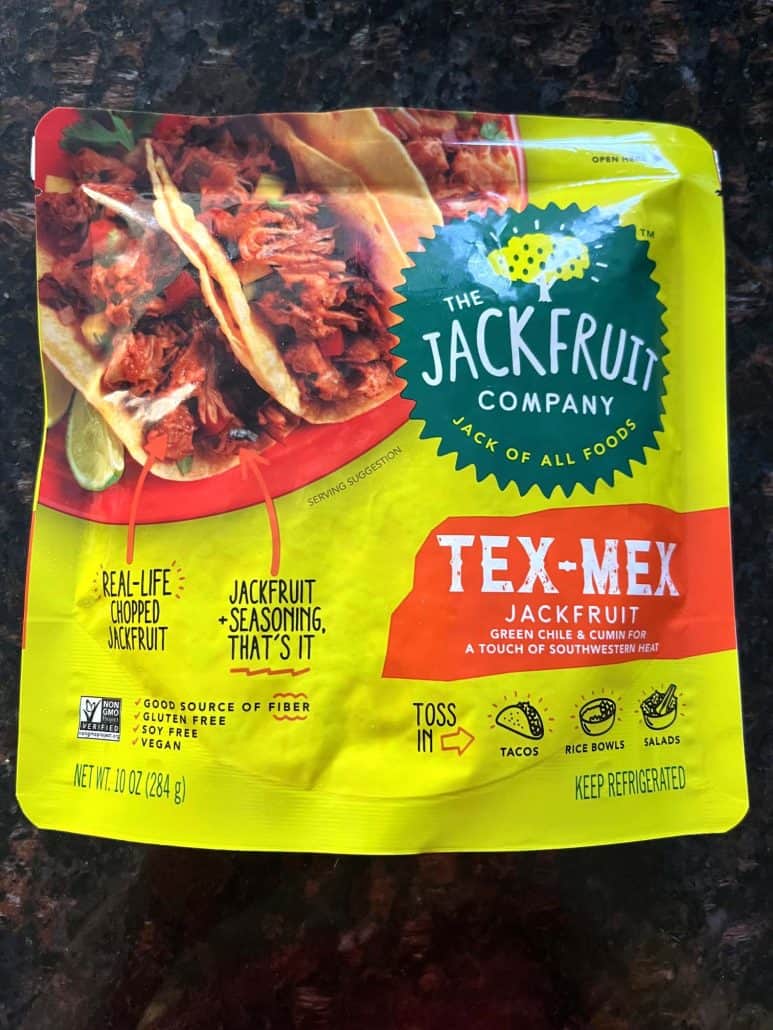 OPEN HERE
THE
JACKFRUIT
COMPANY
JACK OF ALL FOODS
TM
SERVING SUGGESTION
REAL-LIFE
CHOPPED
JACKFRUIT
JACKFRUIT
+SEASONING,
THAT'S IT
TEX-MEX
JACKFRUIT
GREEN CHILE & CUMIN FOR
A TOUCH OF SOUTHWESTERN HEAT
NON
GMO
Project
VERIFIED
nongmoproject.org
✓GOOD SOURCE OF FIBER
✓GLUTEN FREE
✓SOY FREE
✓VEGAN
TOSS
IN
TACOS
RICE BOWLS
SALADS
NET WT. 10 OZ (284 g)
KEEP REFRIGERATED